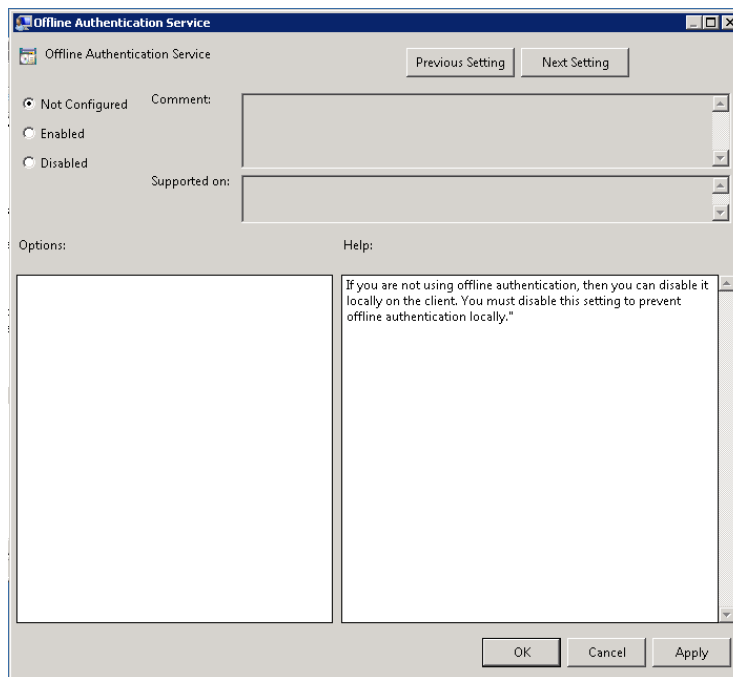 Offline Authentication Service
Offline Authentication Service
Previous Setting
Next Setting
Not Configured
Comment:
Enabled
Disabled
Supported on:
Options:
Help:
If you are not using offline authentication, then you can disable it
locally on the client. You must disable this setting to prevent
offline authentication locally."
OK
Cancel
Apply